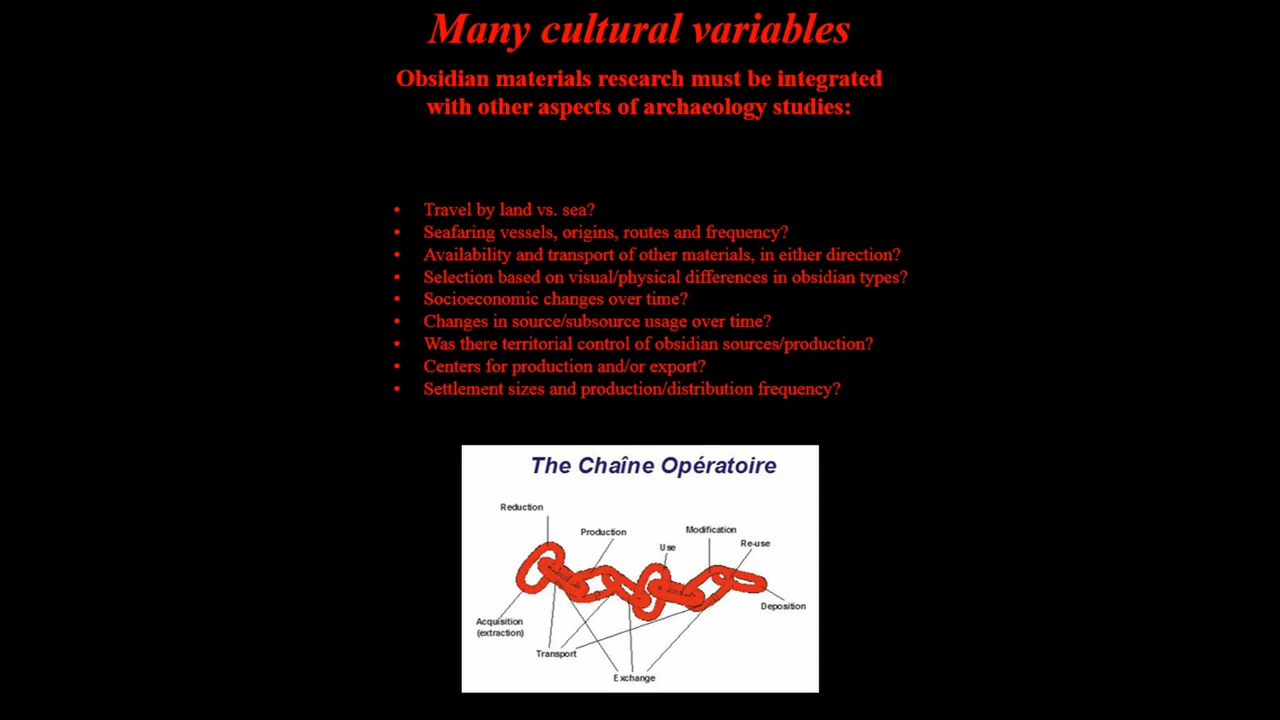 Many cultural variables
Obsidian materials research must be integrated
with other aspects of archaeology studies:
• Travel by land vs. sea?
• Seafaring vessels, origins, routes and frequency?
• Availability and transport of other materials, in either direction?
• Selection based on visual/physical differences in obsidian types?
• Socioeconomic changes over time?
• Changes in source/subsource usage over time?
• Was there territorial control of obsidian sources/production?
• Centers for production and/or export?
• Settlement sizes and production/distribution frequency?
The Chaîne Opératoire
Reduction
Production
Modification
Use
Re-use
Deposition
Acquisition
(extraction)
Transport
Exchange